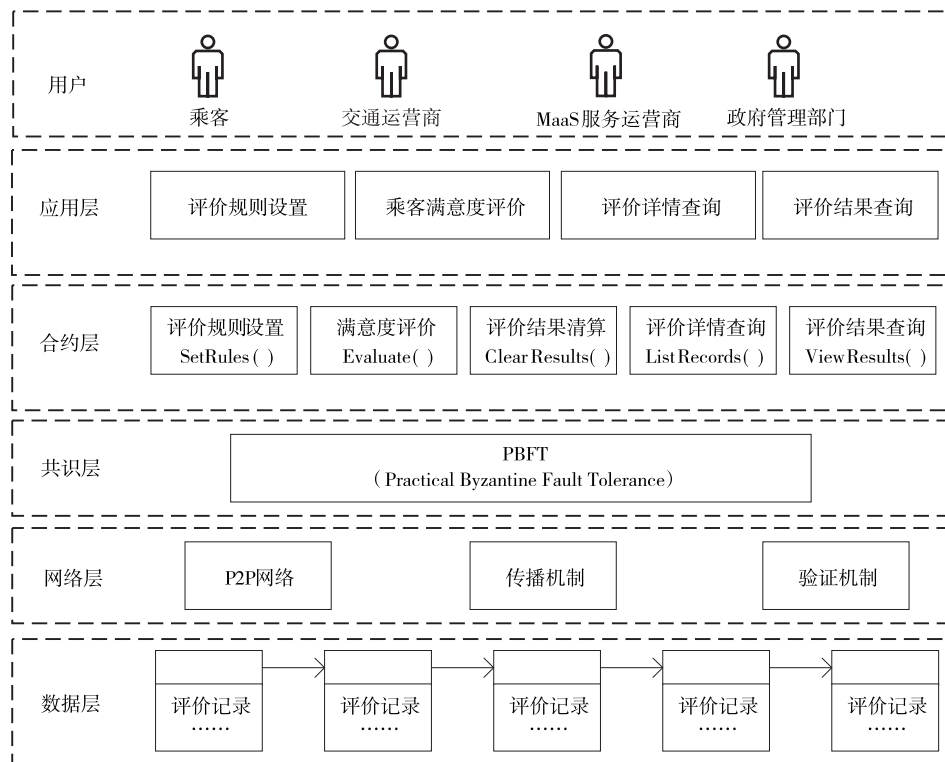 用户
乘客
交通运营商
MaaS服务运营商
政府管理部门
应用层
评价规则设置
乘客满意度评价
评价详情查询
评价结果查询
合约层
评价规则设置
SetRules( )
满意度评价
Evaluate( )
评价结果清算
ClearResults( )
评价详情查询
ListRecords( )
评价结果查询
ViewResults( )
共识层
PBFT
(Practical Byzantine Fault Tolerance)
网络层
P2P网络
传播机制
验证机制
数据层
评价记录
……
评价记录
……
评价记录
……
评价记录
……
评价记录
……